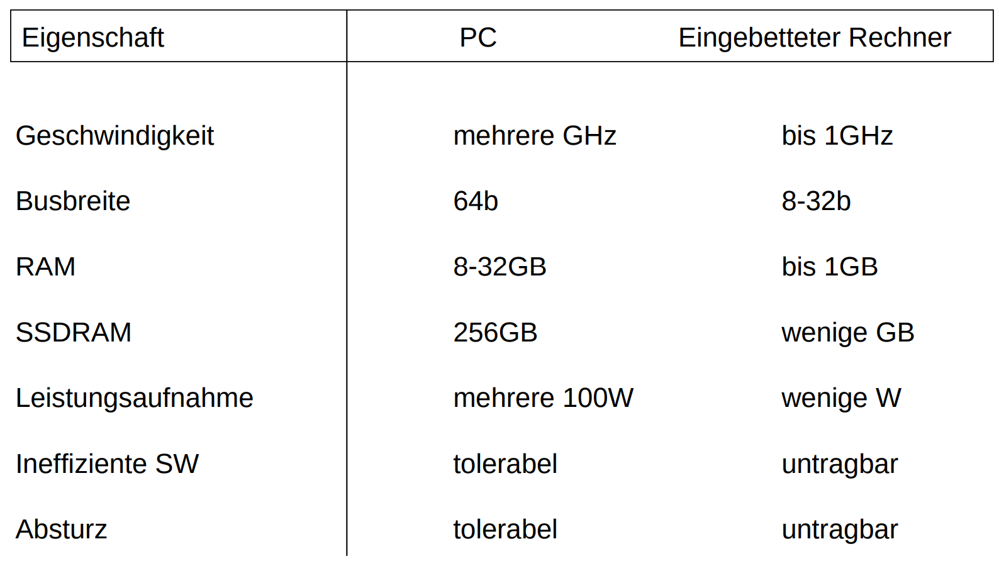 Eigenschaft PC Eingebetteter Rechner
Geschwindigkeit mehrere GHz bis 1GHz
Busbreite 64b 8-32b
RAM 8-32GB bis 1GB
SSDRAM 256GB wenige GB
Leistungsaufnahme mehrere 100W wenige W
Ineffiziente SW tolerabel untragbar
Absturz tolerabel untragbar